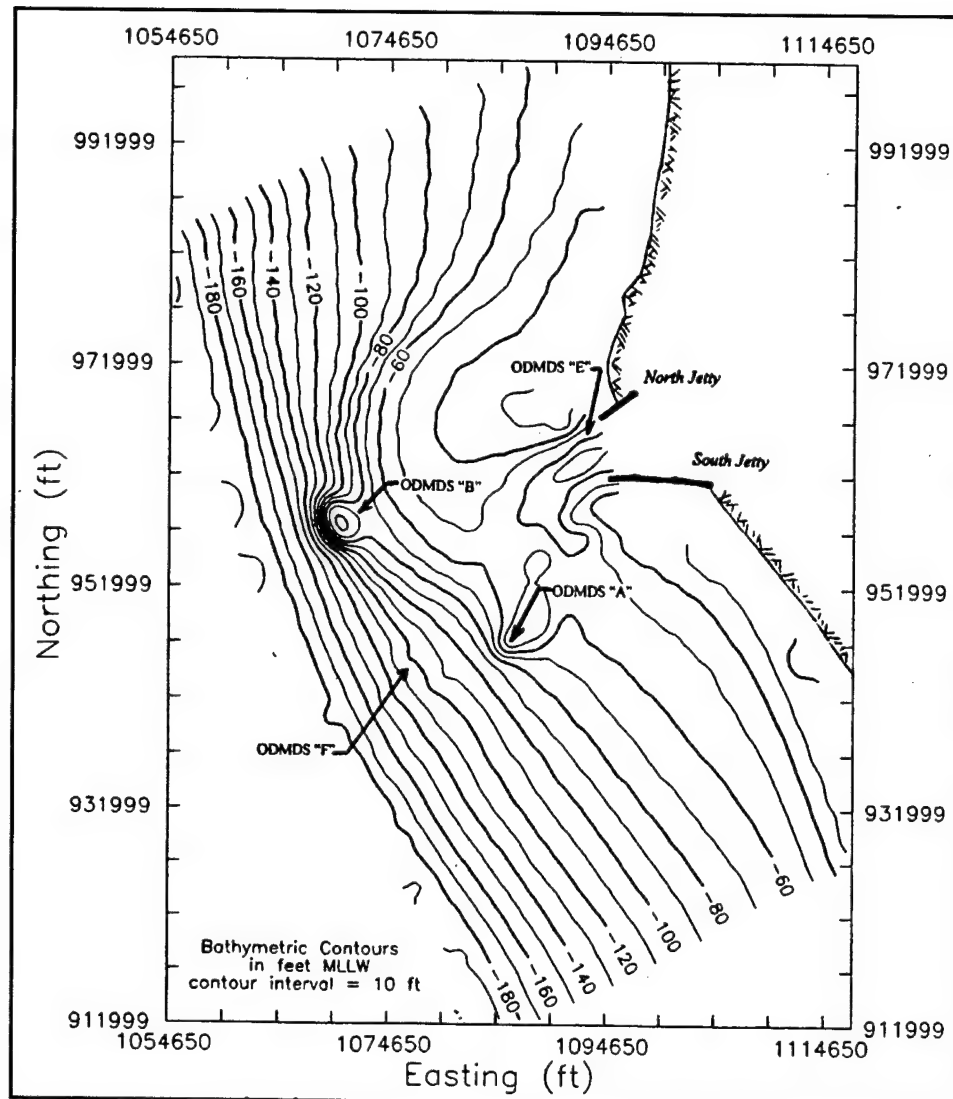 1054650 1074650 1094650 1114650
991999 991999
-180
-160
-140
-120
-100
-80
-60
971999 971999
ODMDS "E"
North Jetty
South Jetty
ODMDS "B"
951999 951999
ODMDS "A"
ODMDS "F"
931999 931999
-60
-80
-100
-120
-140
-160
-180
Bathymetric Contours
in feet MLLW
contour interval = 10 ft
911999 911999
1054650 1074650 1094650 1114650
Easting (ft)
Northing (ft)